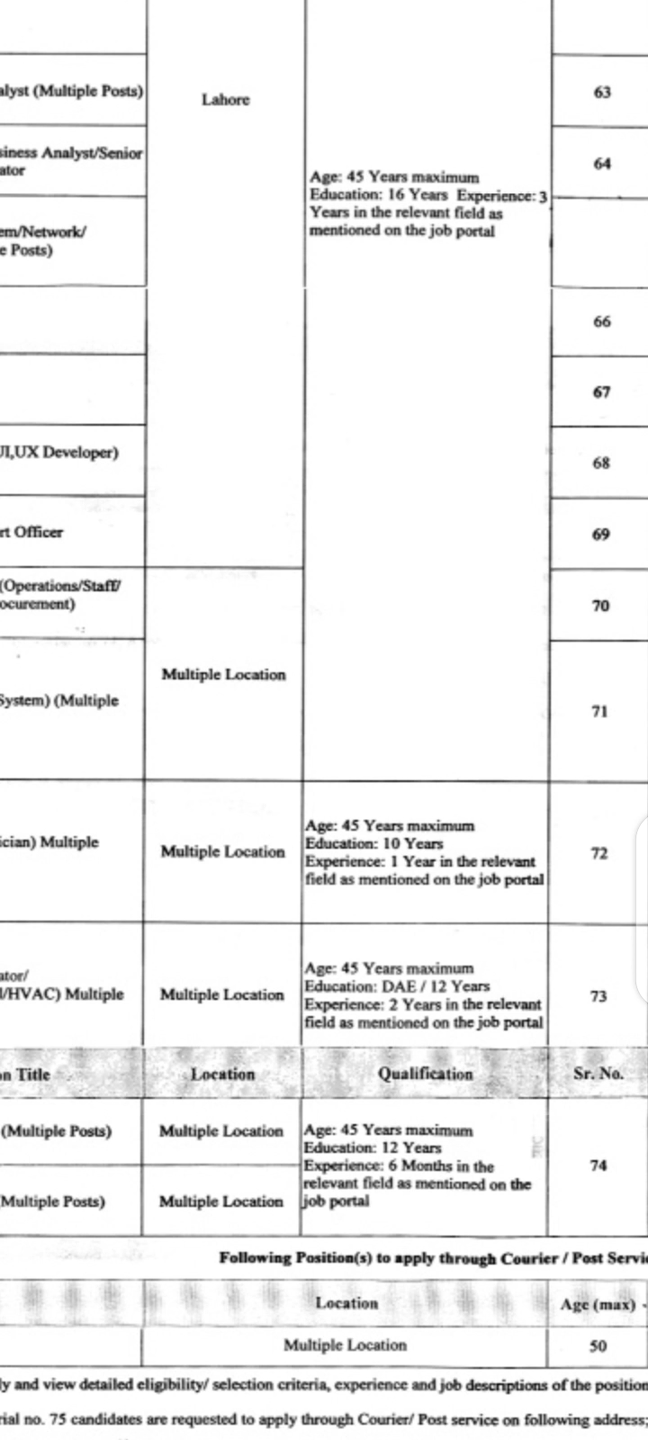 alyst (Multiple Posts)
Lahore
63
siness Analyst/Senior
ator
64
Age: 45 Years maximum
Education: 16 Years Experience: 3
Years in the relevant field as
mentioned on the job portal
em/Network/
e Posts)
66
67
UI,UX Developer)
68
rt Officer
69
(Operations/Staff/
ocurement)
70
Multiple Location
System) (Multiple
71
ician) Multiple
Multiple Location
Age: 45 Years maximum
Education: 10 Years
Experience: 1 Year in the relevant
field as mentioned on the job portal
72
ator/
l/HVAC) Multiple
Multiple Location
Age: 45 Years maximum
Education: DAE / 12 Years
Experience: 2 Years in the relevant
field as mentioned on the job portal
73
n Title Location Qualification Sr. No.
(Multiple Posts)
Multiple Location
Age: 45 Years maximum
Education: 12 Years
Experience: 6 Months in the
relevant field as mentioned on the
job portal
74
Multiple Posts)
Multiple Location
Following Position(s) to apply through Courier / Post Servi
Location Age (max) -
Multiple Location 50
ly and view detailed eligibility/ selection criteria, experience and job descriptions of the position
rial no. 75 candidates are requested to apply through Courier/ Post service on following address;